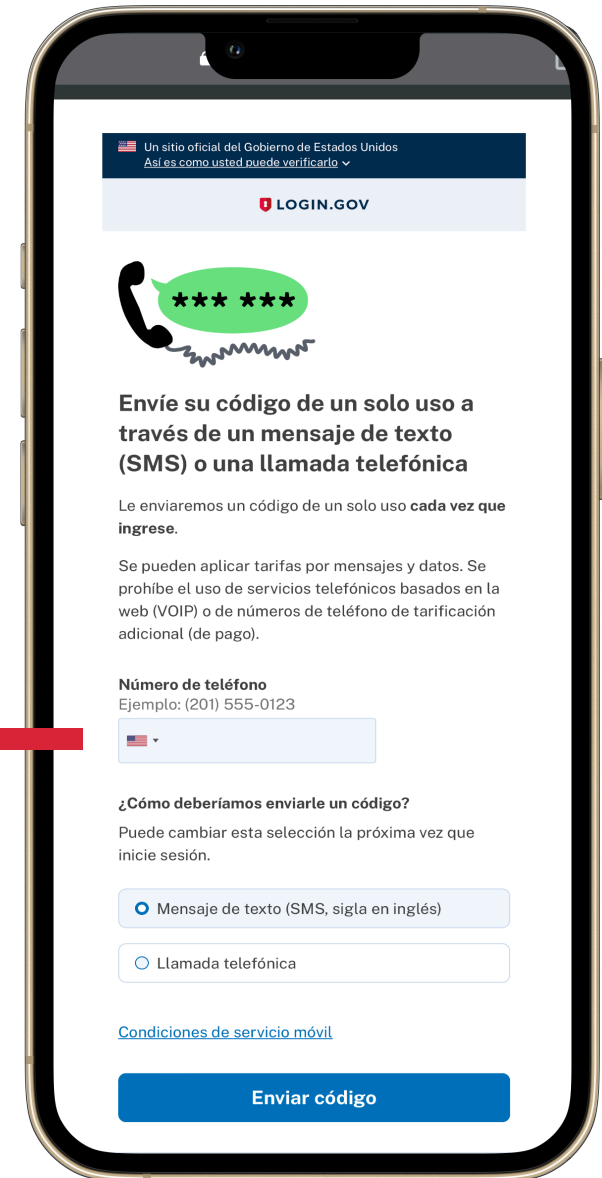 Un sitio oficial del Gobierno de Estados Unidos
Así es como usted puede verificarlo
LOGIN.GOV
*** ***
Envíe su código de un solo uso a
través de un mensaje de texto
(SMS) o una llamada telefónica
Le enviaremos un código de un solo uso cada vez que
ingrese.
Se pueden aplicar tarifas por mensajes y datos. Se
prohíbe el uso de servicios telefónicos basados en la
web (VOIP) o de números de teléfono de tarificación
adicional (de pago).
Número de teléfono
Ejemplo: (201) 555-0123
¿Cómo deberíamos enviarle un código?
Puede cambiar esta selección la próxima vez que
inicie sesión.
Mensaje de texto (SMS, sigla en inglés)
Llamada telefónica
Condiciones de servicio móvil
Enviar código